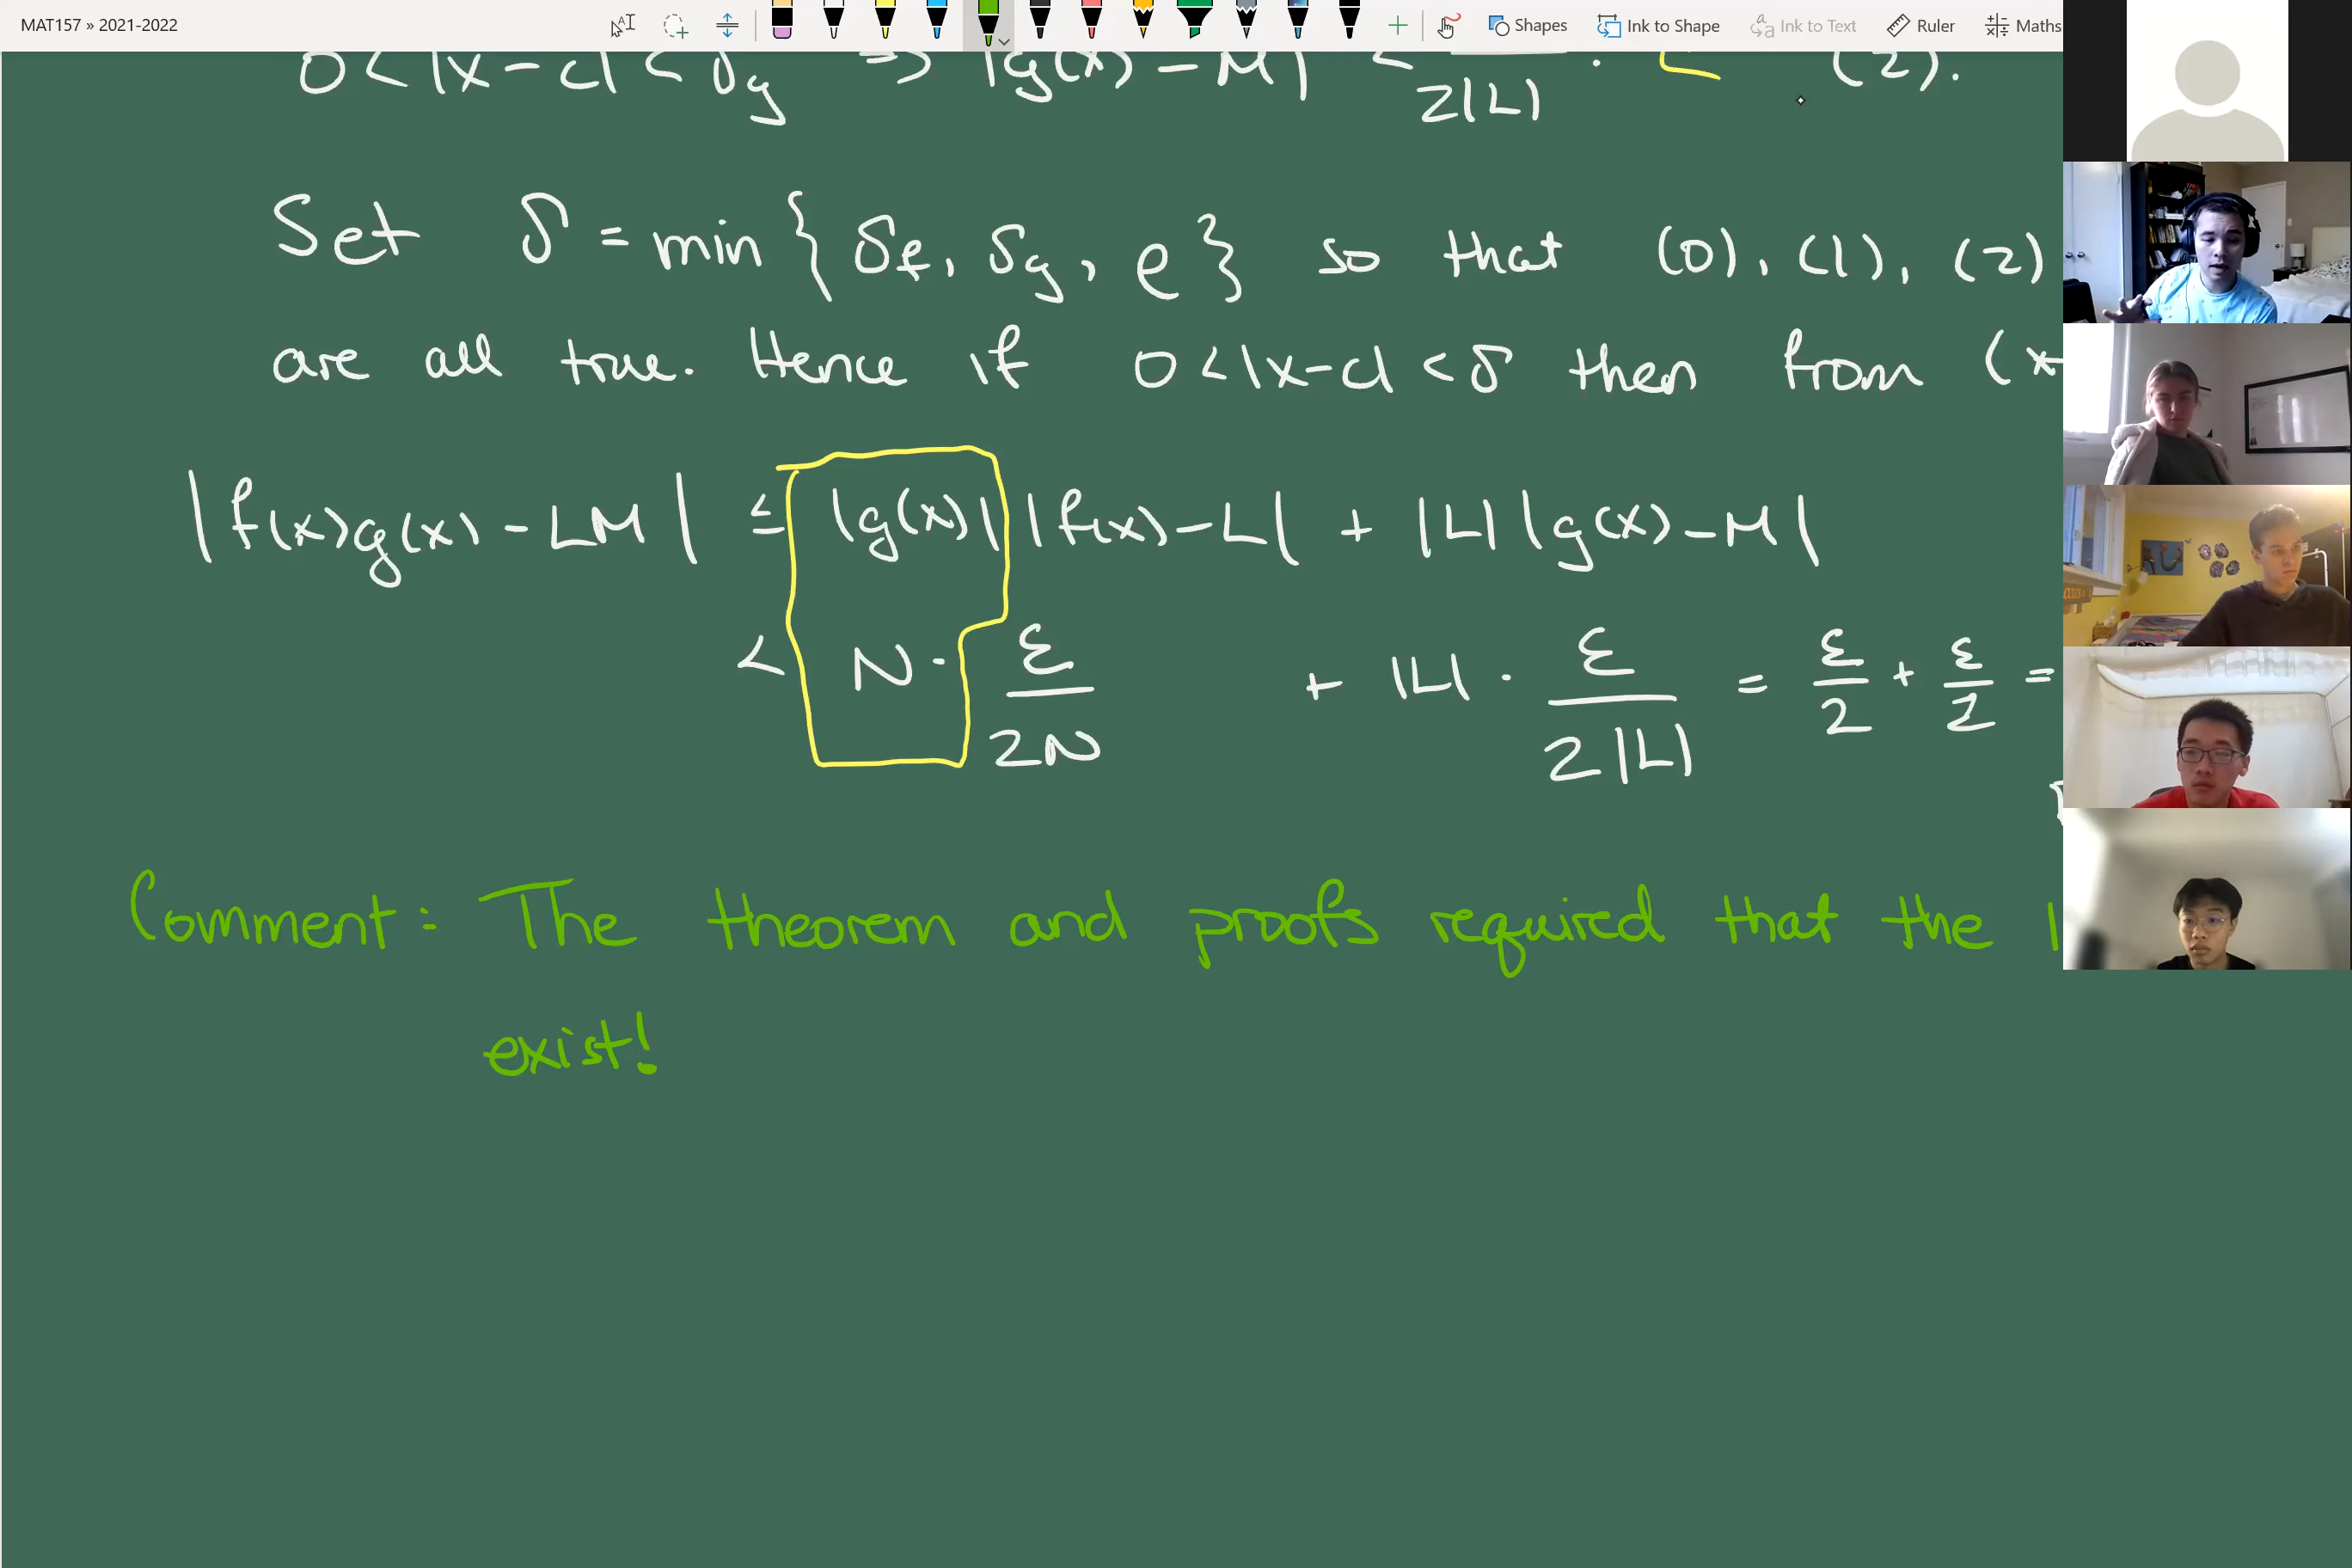 MAT157 » 2021-2022
Shapes Ink to Shape Ink to Text Ruler Maths
0 < |x - c| < δg ⇒ |g(x) - M| < /2|L| . (2).
Set δ = min { δf, δg, ρ } so that (0), (1), (2)
are all true. Hence if 0 < |x - c| < δ then from (*
|f(x)g(x) - LM| ≤ |g(x)| |f(x) - L| + |L| |g(x) - M|
< N · ε/2N + |L| · ε/2|L| = ε/2 + ε/2 =
Comment: The theorem and proofs required that the
exist!